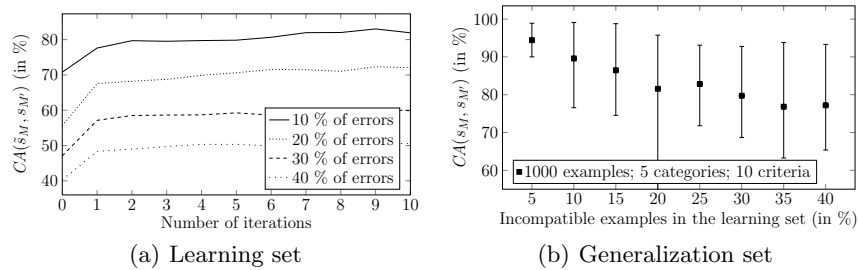 CA(s̃_M, s_M′) (in %)
80
70
60
50
40
10 % of errors
20 % of errors
30 % of errors
40 % of errors
0 1 2 3 4 5 6 7 8 9 10
Number of iterations
(a) Learning set
CA(s_M, s_M′) (in %)
100
90
80
70
60
1000 examples; 5 categories; 10 criteria
5 10 15 20 25 30 35 40
Incompatible examples in the learning set (in %)
(b) Generalization set